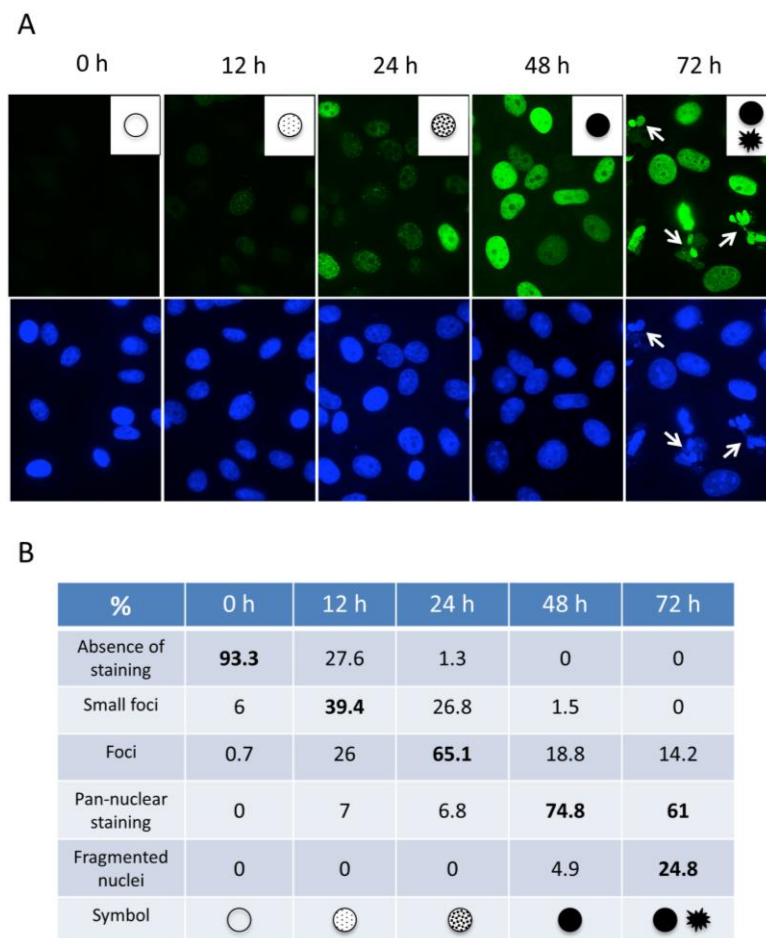 A
0 h 12 h 24 h 48 h 72 h
B
% 0 h 12 h 24 h 48 h 72 h
Absence of
staining 93.3 27.6 1.3 0 0
Small foci 6 39.4 26.8 1.5 0
Foci 0.7 26 65.1 18.8 14.2
Pan-nuclear
staining 0 7 6.8 74.8 61
Fragmented
nuclei 0 0 0 4.9 24.8
Symbol